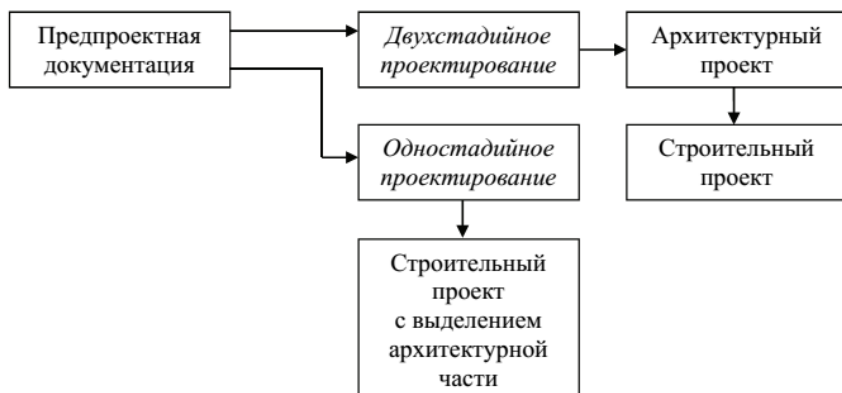 Предпроектная
документация
Двухстадийное
проектирование
Архитектурный
проект
Одностадийное
проектирование
Строительный
проект
Строительный
проект
с выделением
архитектурной
части